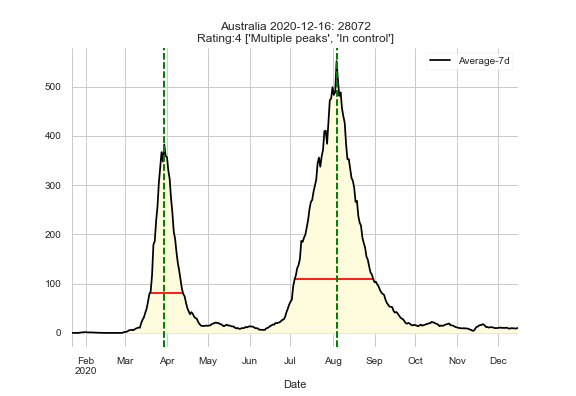 Australia 2020-12-16: 28072
Rating:4 ['Multiple peaks', 'In control']
Average-7d
500
400
300
200
100
0
Feb Mar Apr May Jun Jul Aug Sep Oct Nov Dec
2020
Date